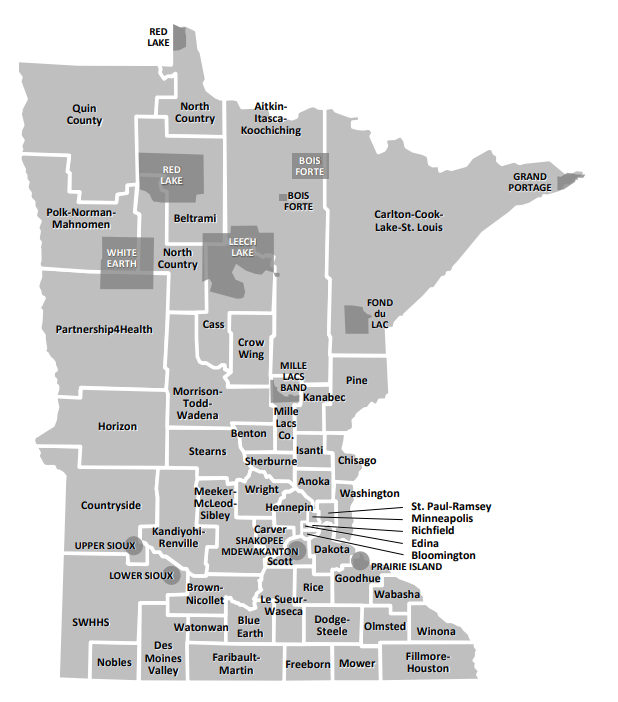 RED
LAKE
Quin
County
North
Country
Aitkin-
Itasca-
Koochiching
BOIS
FORTE
RED
LAKE
GRAND
PORTAGE
BOIS
FORTE
Polk-Norman-
Mahnomen
Beltrami
Carlton-Cook-
Lake-St. Louis
WHITE
EARTH
North
Country
LEECH
LAKE
FOND
du
LAC
Partnership4Health
Cass
Crow
Wing
MILLE
LACS
BAND
Pine
Kanabec
Morrison-
Todd-
Wadena
Mille
Lacs
Co.
Horizon
Benton
Stearns
Isanti
Sherburne
Chisago
Anoka
Washington
Wright
Meeker-
McLeod-
Sibley
Countryside
Hennepin
St. Paul-Ramsey
Minneapolis
Richfield
Edina
Bloomington
Kandiyohi-
Renville
Carver
SHAKOPEE
MDEWAKANTON
Scott
Dakota
UPPER SIOUX
PRAIRIE ISLAND
LOWER SIOUX
Goodhue
Brown-
Nicollet
Rice
Wabasha
Le Sueur-
Waseca
SWHHS
Watonwan
Blue
Earth
Dodge-
Steele
Olmsted
Winona
Nobles
Des
Moines
Valley
Faribault-
Martin
Freeborn
Mower
Fillmore-
Houston